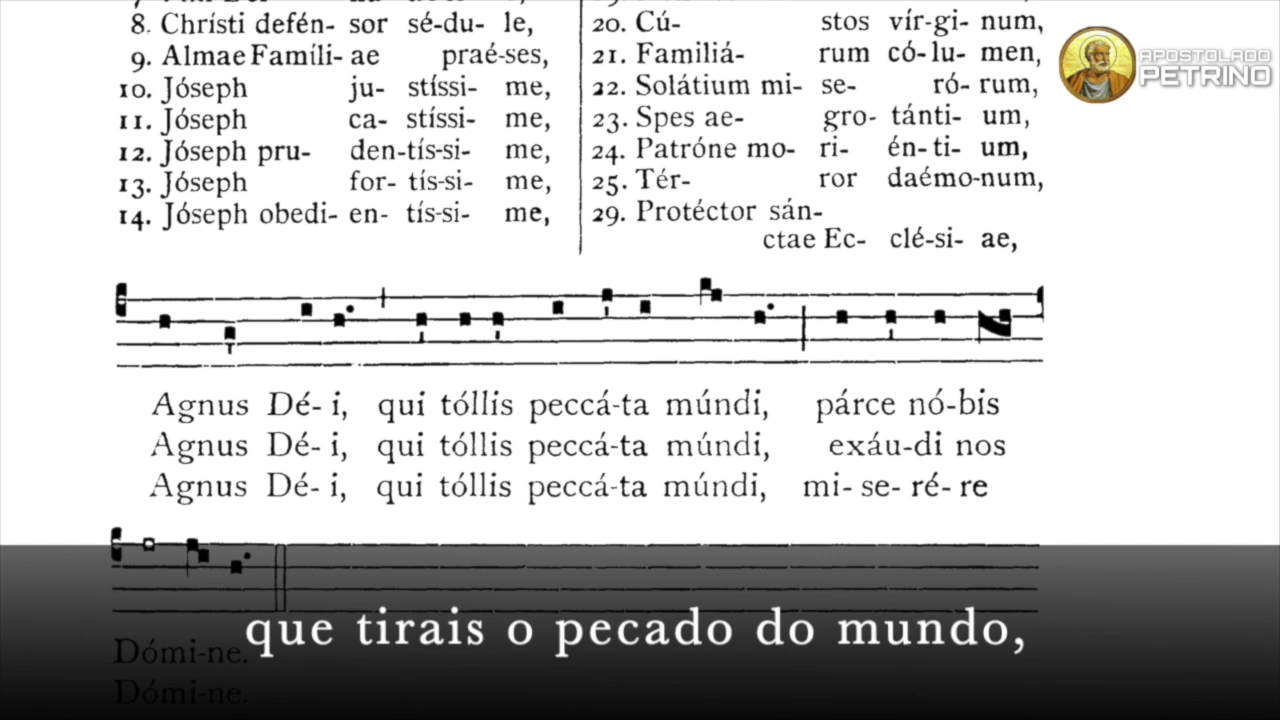 8. Chrísti defén- sor sé-du- le,
9. Almae Famíli- ae praé-ses,
10. Jóseph ju- stíssi- me,
11. Jóseph ca- stíssi- me,
12. Jóseph pru- den-tís-si- me,
13. Jóseph for- tís-si- me,
14. Jóseph obedi- en- tís-si- me,
20. Cú- stos vír-gi- num,
21. Familiá- rum có-lu- men,
22. Solátium mi- se- ró- rum,
23. Spes ae- gro- tánti- um,
24. Patróne mo- ri- én-ti- um,
25. Tér- ror daémo-num,
29. Protéctor sán-
ctae Ec- clé-si- ae,
APOSTOLADO
PETRINO
Agnus Dé- i, qui tóllis peccá-ta múndi, párce nó-bis
Agnus Dé- i, qui tóllis peccá-ta múndi, exáu-di nos
Agnus Dé- i, qui tóllis peccá-ta múndi, mi- se- ré- re
Dómi-ne.
Dómi-ne.
que tirais o pecado do mundo,